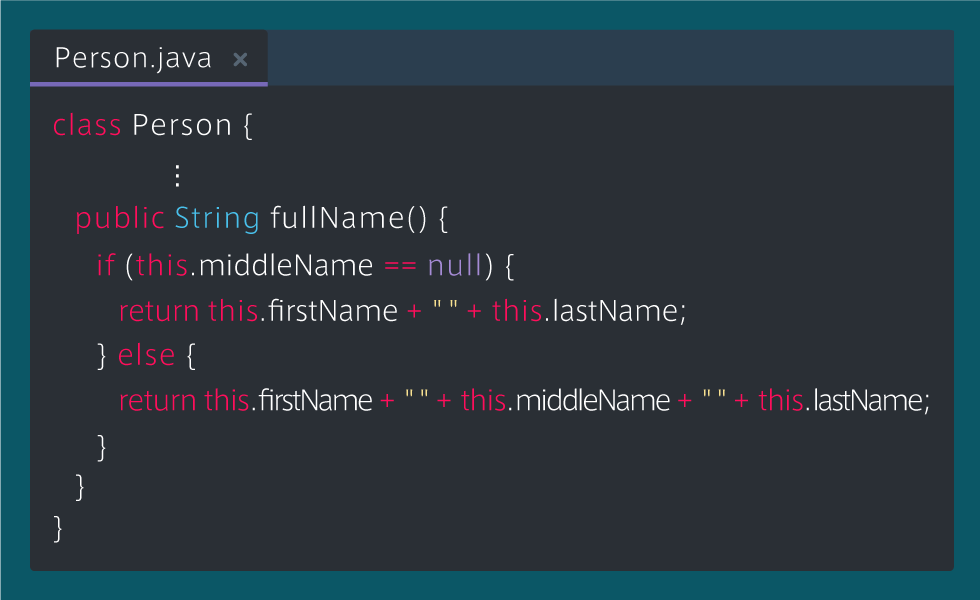 Person.java ×
class Person {
⋮
public String fullName() {
if (this.middleName == null) {
return this.firstName + " " + this.lastName;
} else {
return this.firstName + " " + this.middleName + " " + this.lastName;
}
}
}